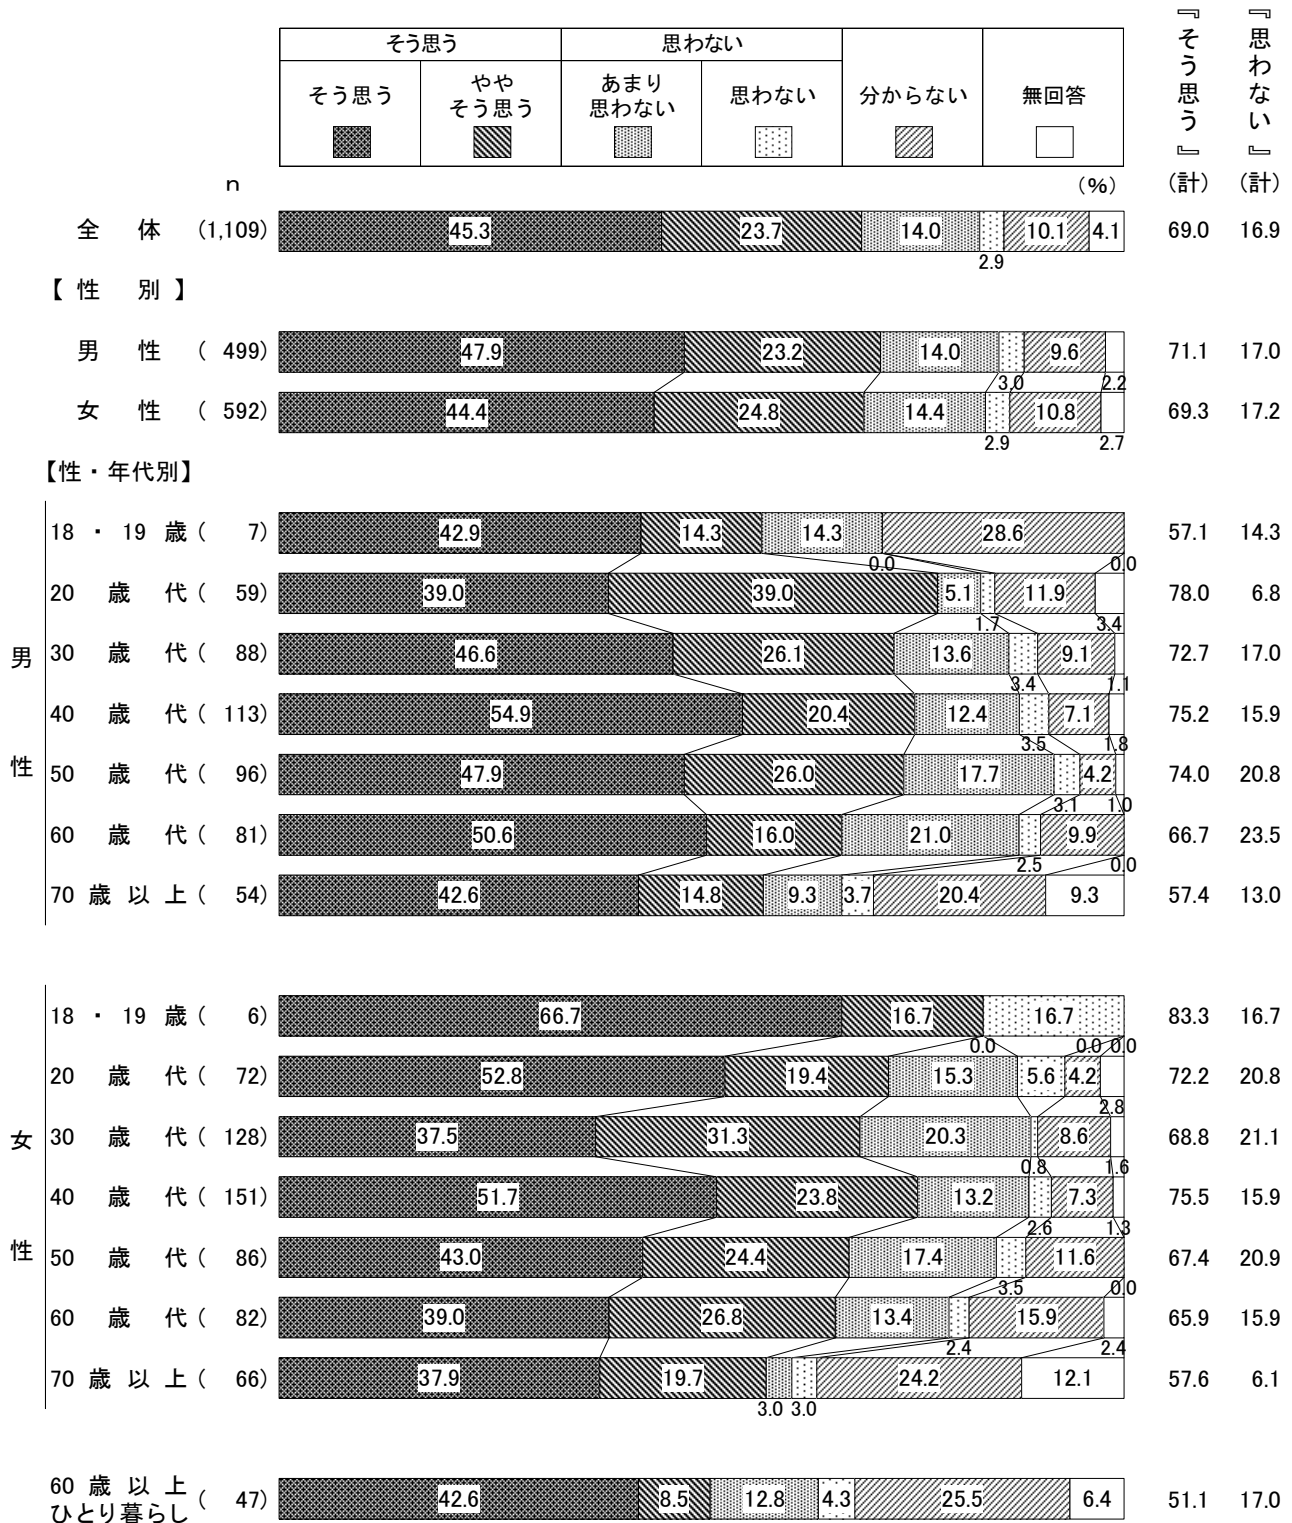 『そう思う』 『思わない』
そう思う 思わない
そう思う やや あまり 思わない 分からない 無回答
そう思う 思わない
n (%) (計) (計)
全体 (1,109) 45.3 23.7 14.0 10.1 4.1 69.0 16.9
2.9
【 性 別 】
男性 ( 499) 47.9 23.2 14.0 9.6 71.1 17.0
3.0 2.2
女性 ( 592) 44.4 24.8 14.4 10.8 69.3 17.2
2.9 2.7
【性・年代別】
男性
18 ・ 19 歳 ( 7) 42.9 14.3 14.3 28.6 57.1 14.3
0.0 0.0
20 歳 代 ( 59) 39.0 39.0 5.1 11.9 78.0 6.8
1.7 3.4
30 歳 代 ( 88) 46.6 26.1 13.6 9.1 72.7 17.0
3.4 1.1
40 歳 代 ( 113) 54.9 20.4 12.4 7.1 75.2 15.9
3.5 1.8
50 歳 代 ( 96) 47.9 26.0 17.7 4.2 74.0 20.8
3.1 1.0
60 歳 代 ( 81) 50.6 16.0 21.0 9.9 66.7 23.5
2.5 0.0
70 歳 以 上 ( 54) 42.6 14.8 9.3 3.7 20.4 9.3 57.4 13.0
女性
18 ・ 19 歳 ( 6) 66.7 16.7 16.7 83.3 16.7
0.0 0.0 0.0
20 歳 代 ( 72) 52.8 19.4 15.3 5.6 4.2 72.2 20.8
2.8
30 歳 代 ( 128) 37.5 31.3 20.3 8.6 68.8 21.1
0.8 1.6
40 歳 代 ( 151) 51.7 23.8 13.2 7.3 75.5 15.9
2.6 1.3
50 歳 代 ( 86) 43.0 24.4 17.4 11.6 67.4 20.9
3.5 0.0
60 歳 代 ( 82) 39.0 26.8 13.4 15.9 65.9 15.9
2.4 2.4
70 歳 以 上 ( 66) 37.9 19.7 24.2 12.1 57.6 6.1
3.0 3.0
60 歳 以 上
ひとり暮らし ( 47) 42.6 8.5 12.8 4.3 25.5 6.4 51.1 17.0